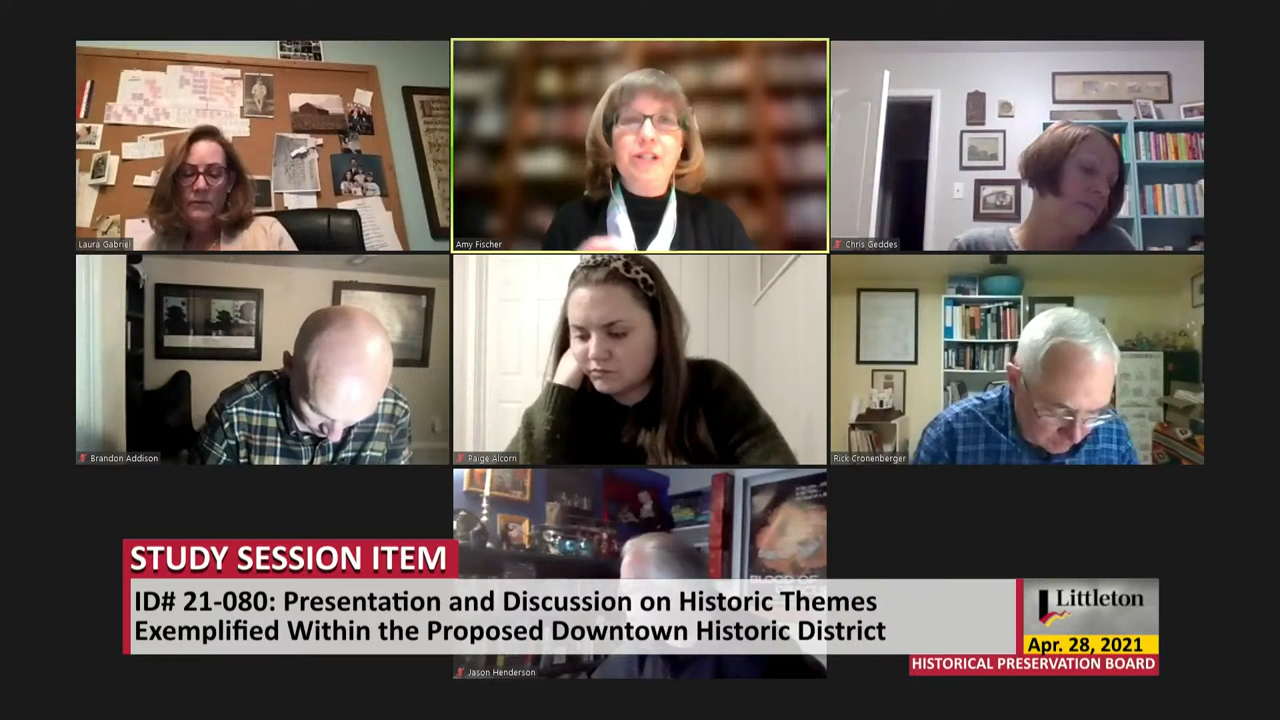 Laura Gabriel
Amy Fischer
Chris Geddes
Brandon Addison
Paige Alcorn
Rick Cronenberger
BLOOD OF
STUDY SESSION ITEM
ID# 21-080: Presentation and Discussion on Historic Themes
Exemplified Within the Proposed Downtown Historic District
Littleton
Apr. 28, 2021
HISTORICAL PRESERVATION BOARD
Jason Henderson